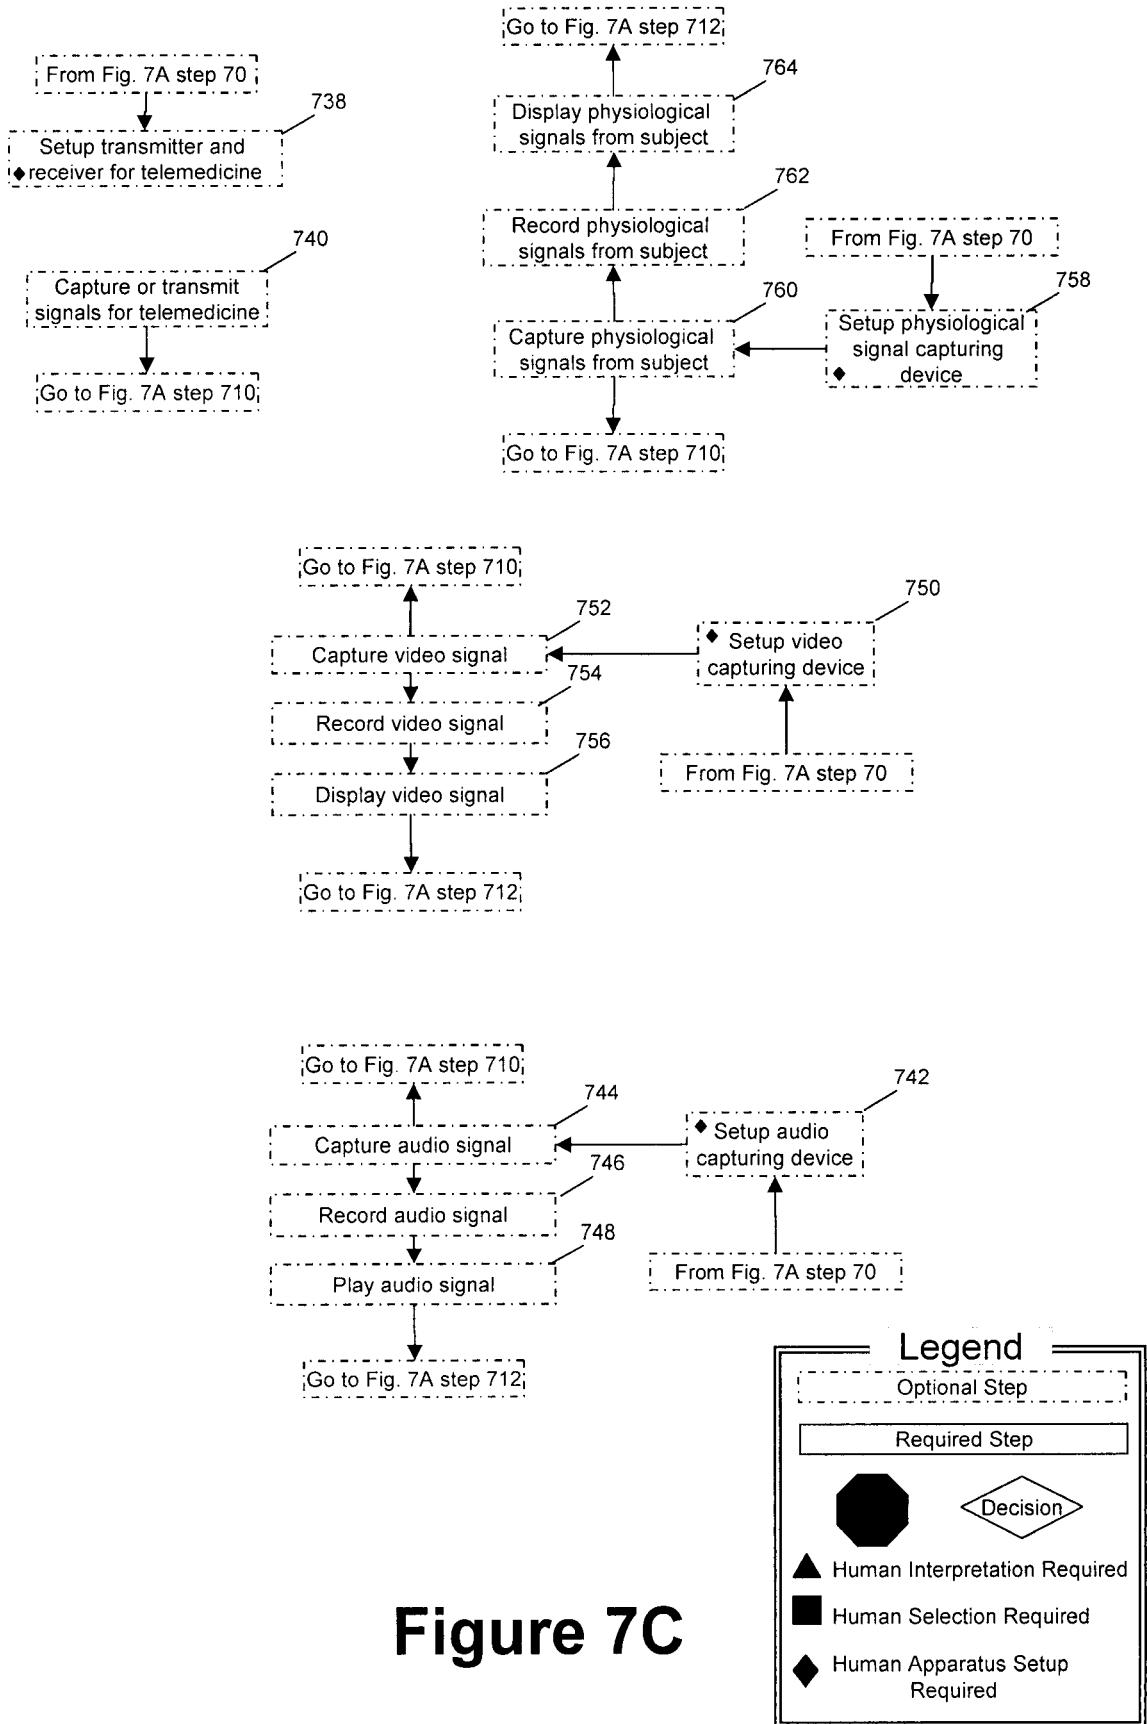 From Fig. 7A step 70
738
Setup transmitter and
receiver for telemedicine
740
Capture or transmit
signals for telemedicine
Go to Fig. 7A step 710
Go to Fig. 7A step 712
764
Display physiological
signals from subject
762
Record physiological
signals from subject
760
Capture physiological
signals from subject
Go to Fig. 7A step 710
From Fig. 7A step 70
758
Setup physiological
signal capturing
device
Go to Fig. 7A step 710
752
Capture video signal
754
Record video signal
756
Display video signal
Go to Fig. 7A step 712
750
Setup video
capturing device
From Fig. 7A step 70
Go to Fig. 7A step 710
744
Capture audio signal
746
Record audio signal
748
Play audio signal
Go to Fig. 7A step 712
742
Setup audio
capturing device
From Fig. 7A step 70
Legend
Optional Step
Required Step
Decision
Human Interpretation Required
Human Selection Required
Human Apparatus Setup
Required
Figure 7C